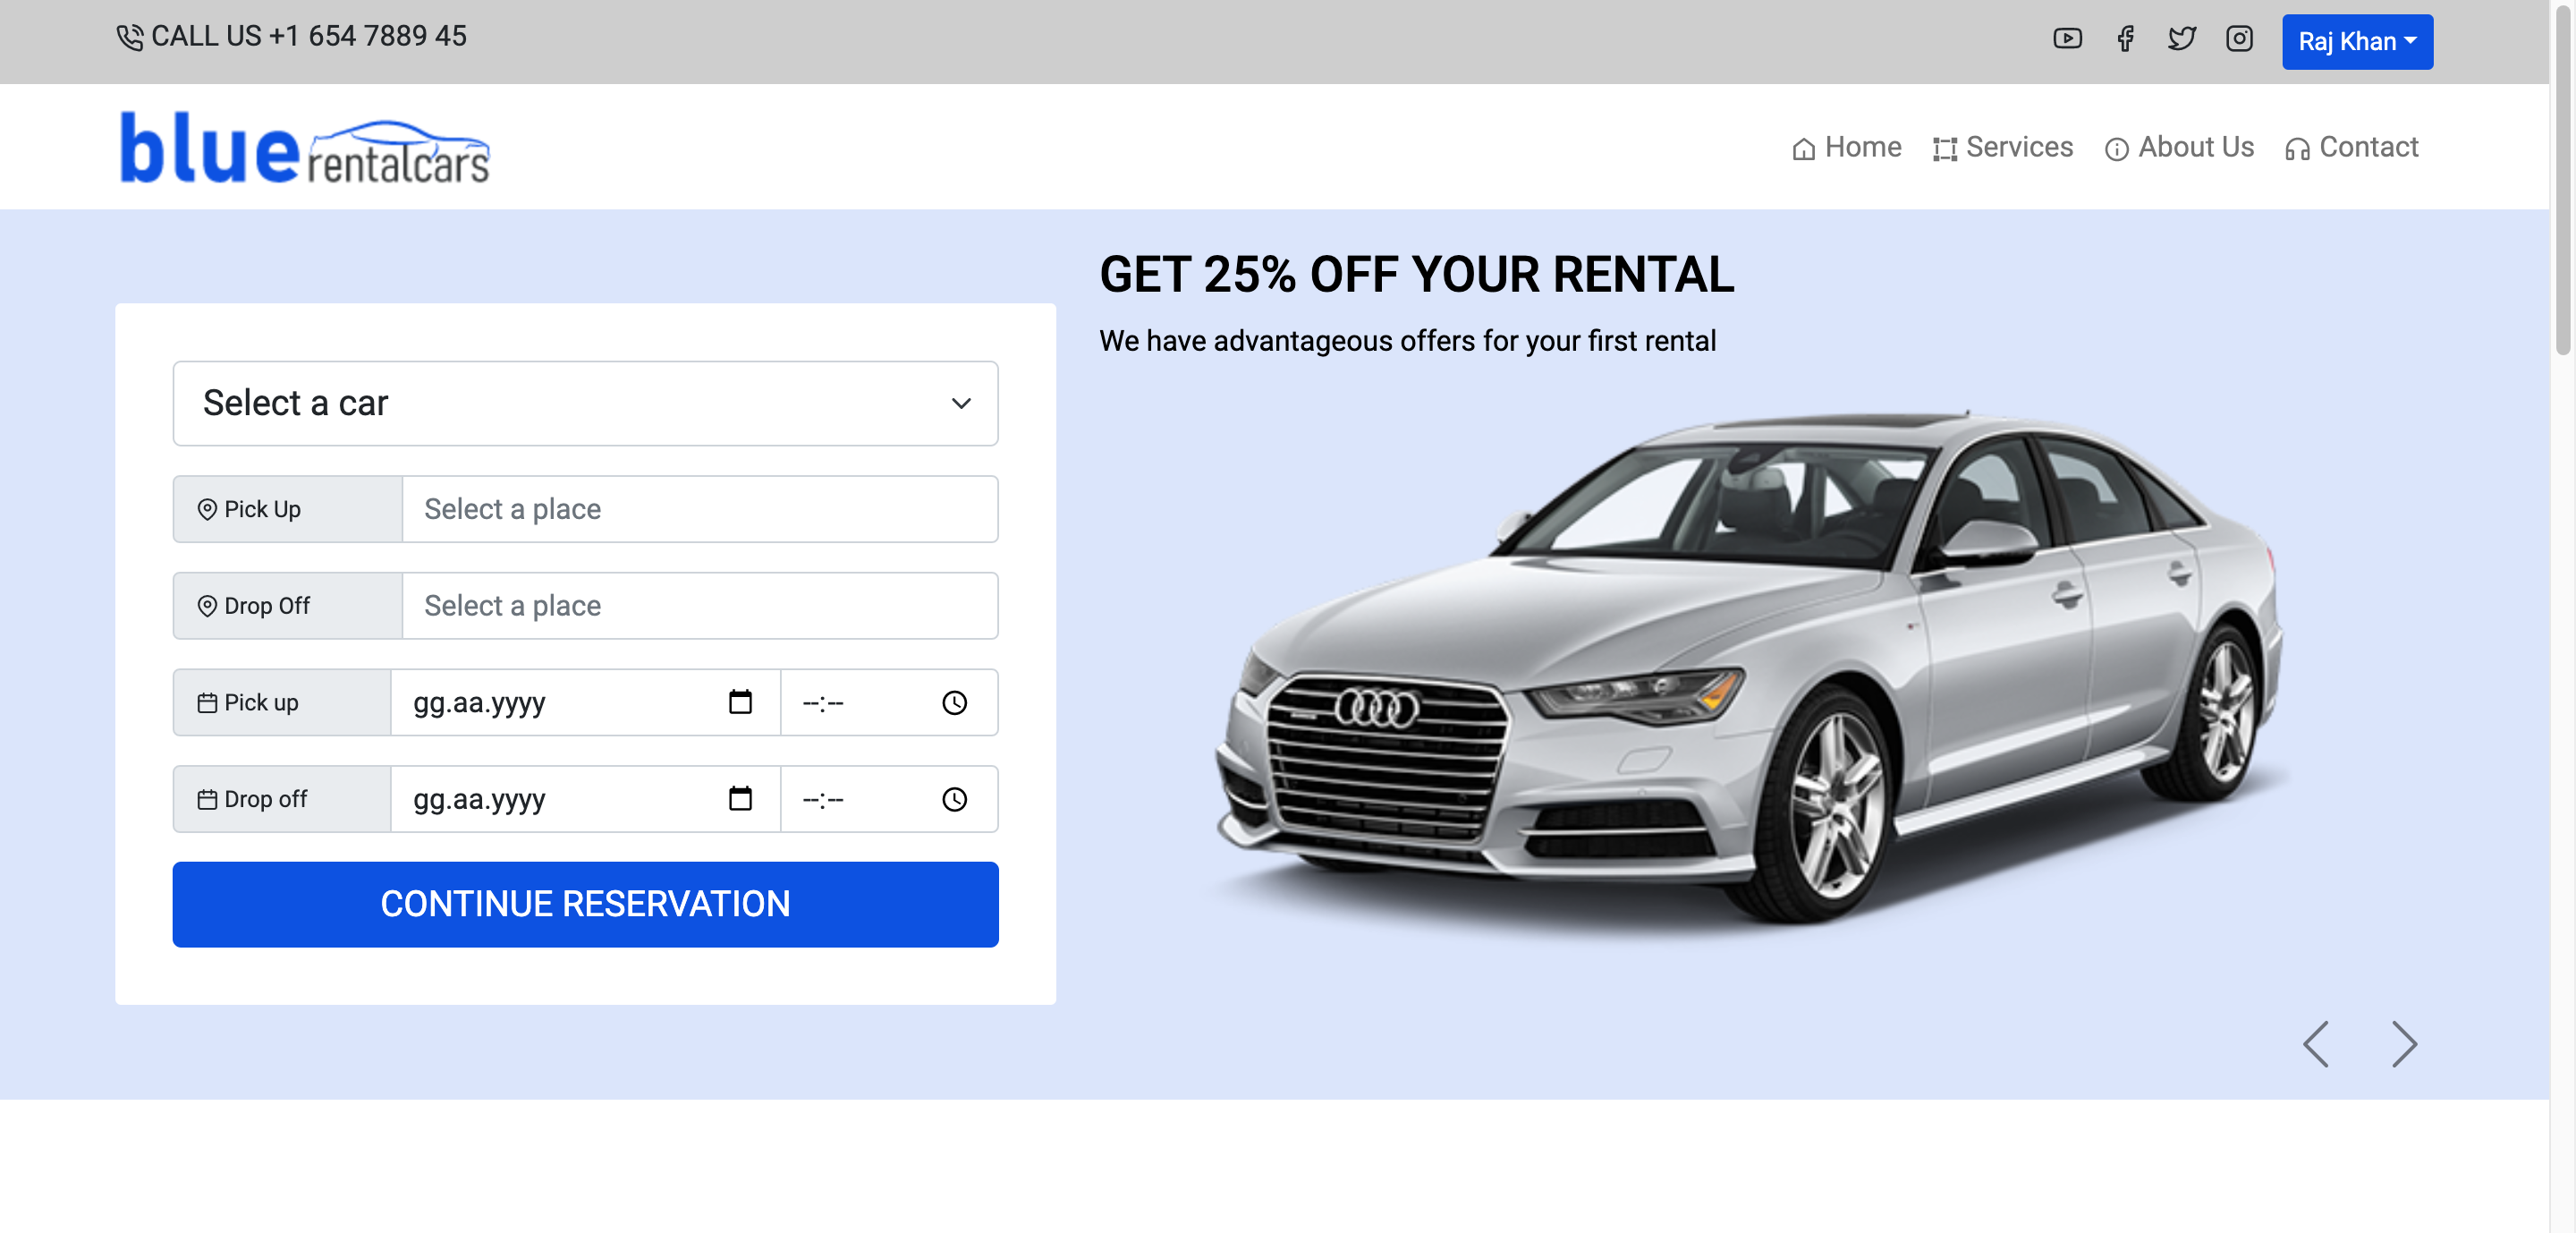 CALL US +1 654 7889 45
Raj Khan
blue rentalcars
Home Services About Us Contact
GET 25% OFF YOUR RENTAL
We have advantageous offers for your first rental
Select a car
Pick Up Select a place
Drop Off Select a place
Pick up gg.aa.yyyy --:--
Drop off gg.aa.yyyy --:--
CONTINUE RESERVATION